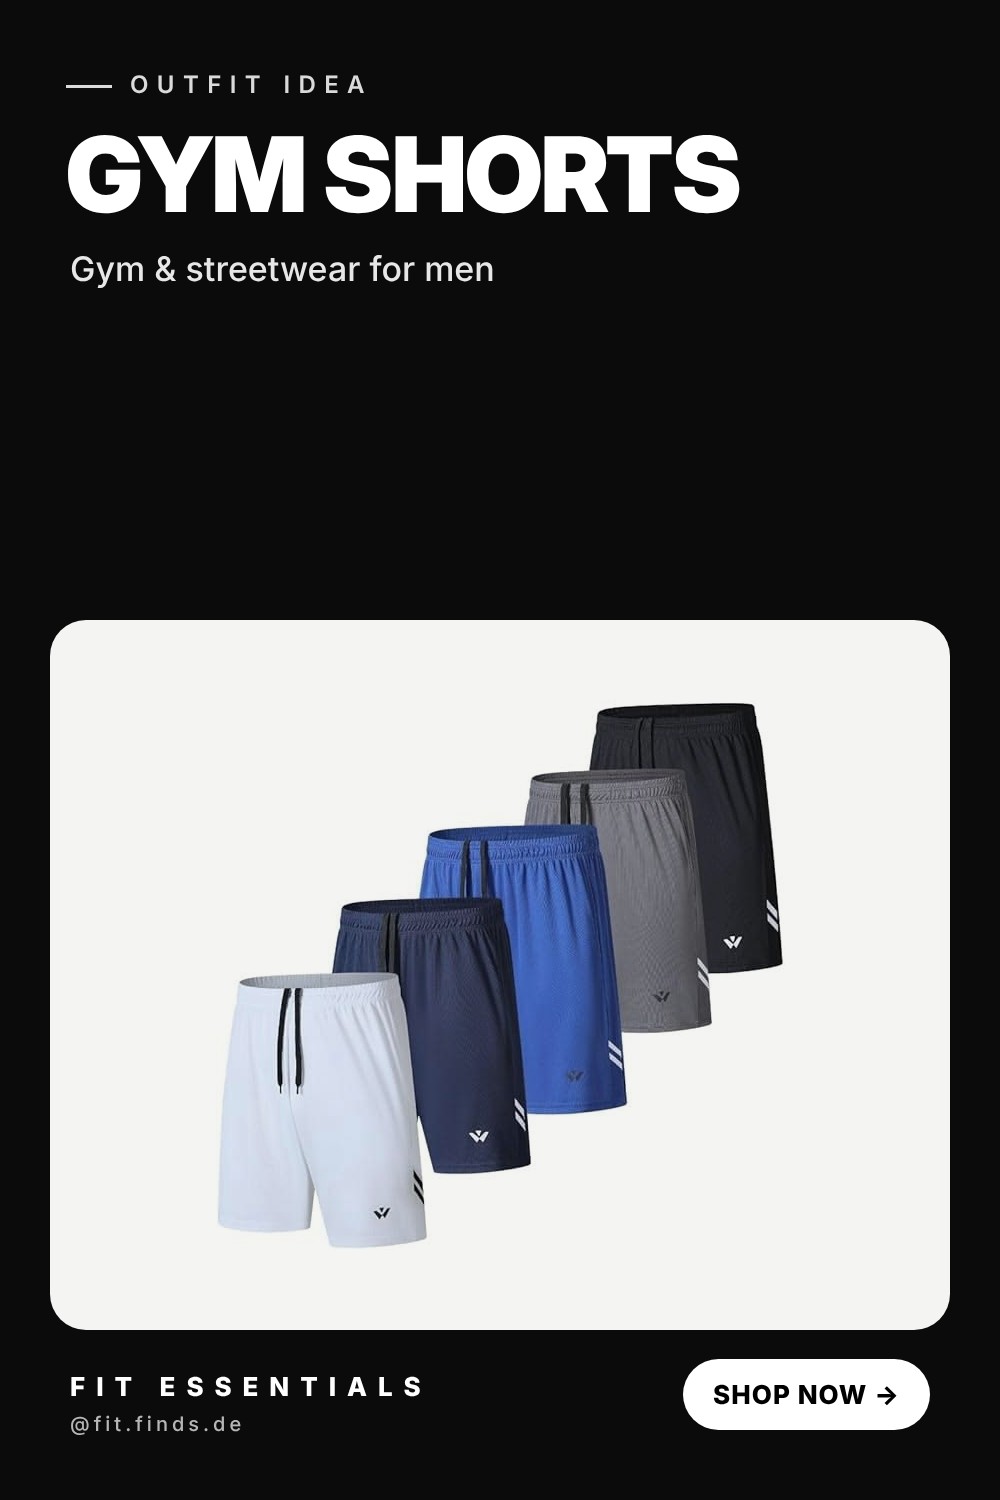 OUTFIT IDEA
GYM SHORTS
Gym & streetwear for men
FIT ESSENTIALS
@fit.finds.de
SHOP NOW →